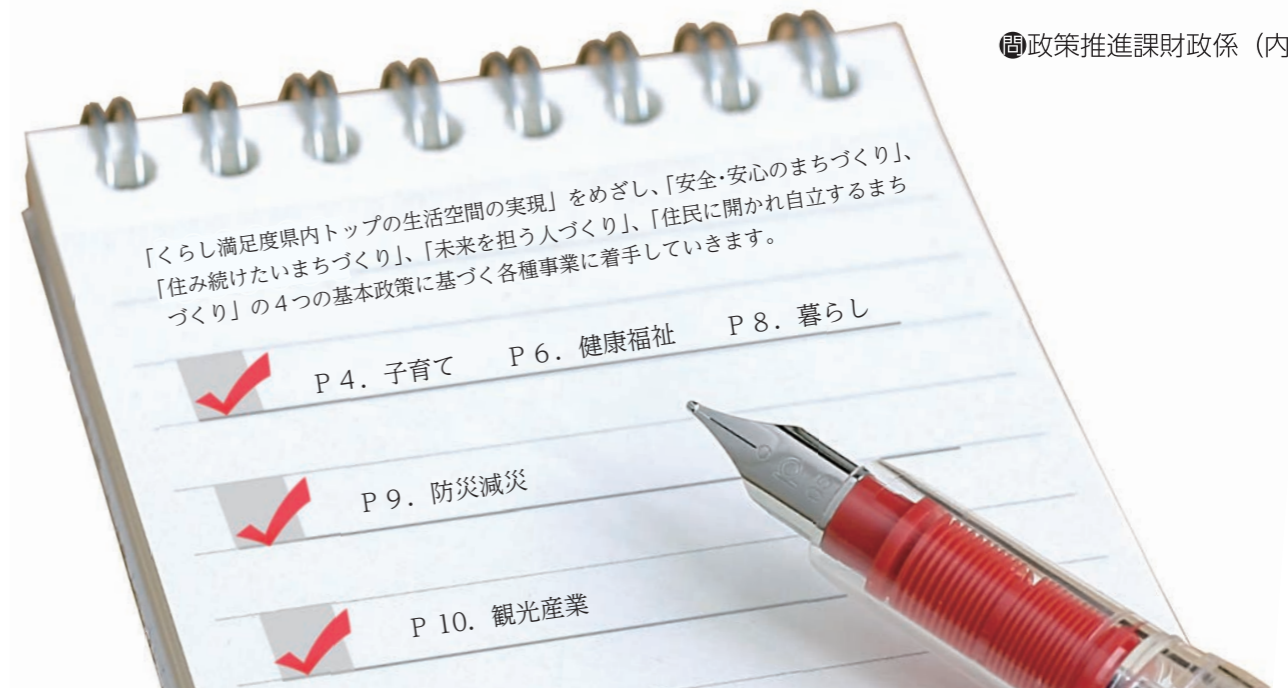 問政策推進課財政係（内
「くらし満足度県内トップの生活空間の実現」をめざし、「安全・安心のまちづくり」、
「住み続けたいまちづくり」、「未来を担う人づくり」、「住民に開かれ自立するまち
づくり」の４つの基本政策に基づく各種事業に着手していきます。
Ｐ４．子育て　Ｐ６．健康福祉　Ｐ８．暮らし
Ｐ９．防災減災
Ｐ10．観光産業